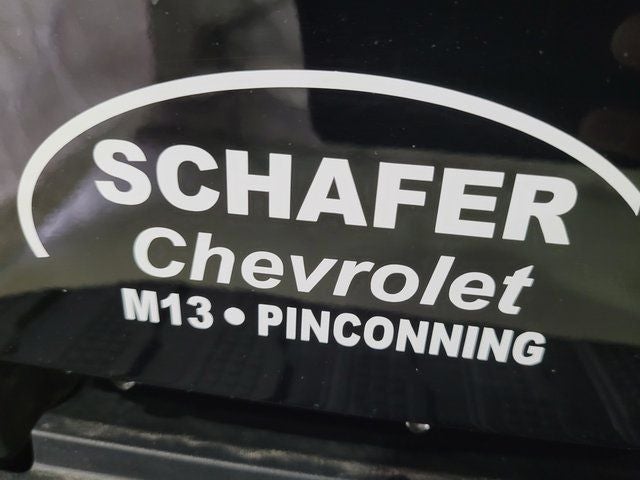 SCHAFER
Chevrolet
M13 • PINCONNING